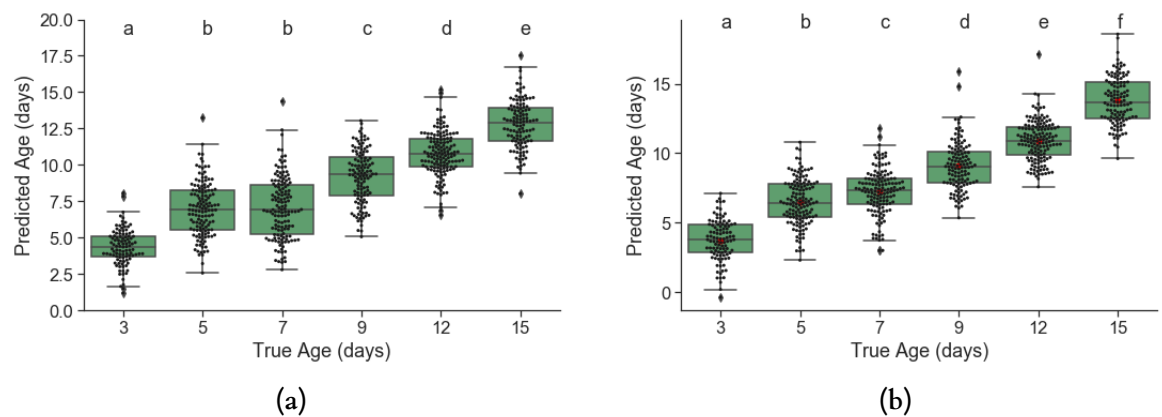 20.0 a b b c d e
17.5
15.0
12.5
10.0
7.5
5.0
2.5
0.0
Predicted Age (days)
3 5 7 9 12 15
True Age (days)
(a)
a b c d e f
15
10
5
0
Predicted Age (days)
3 5 7 9 12 15
True Age (days)
(b)